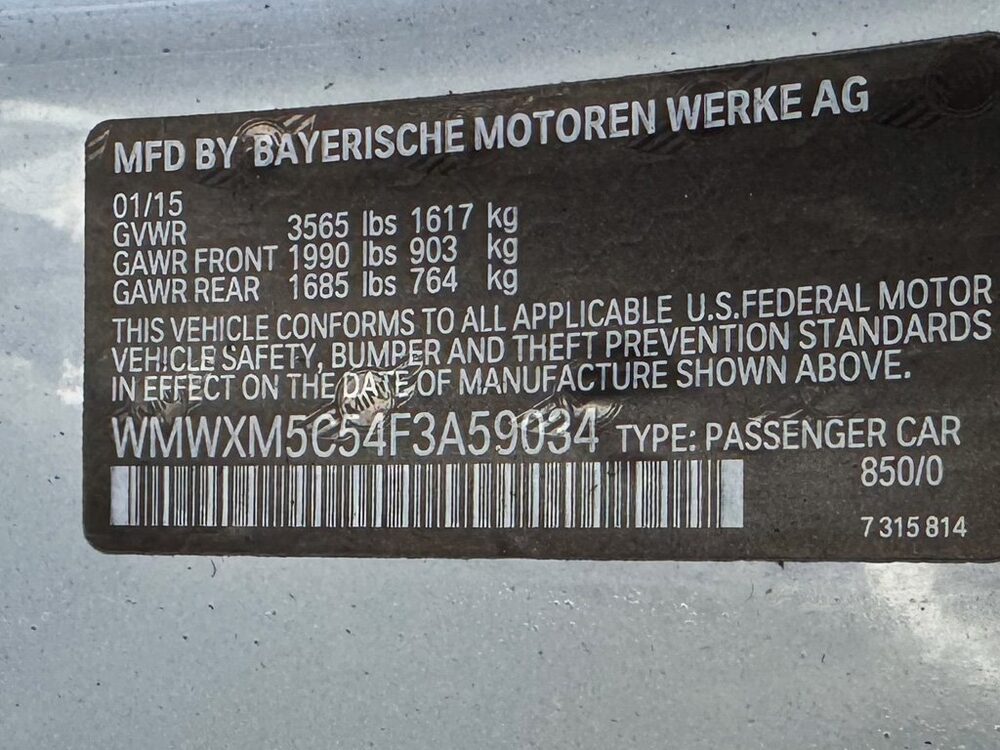 MFD BY BAYERISCHE MOTOREN WERKE AG
01/15
GVWR 3565 lbs 1617 kg
GAWR FRONT 1990 lbs 903 kg
GAWR REAR 1685 lbs 764 kg
THIS VEHICLE CONFORMS TO ALL APPLICABLE U.S.FEDERAL MOTOR
VEHICLE SAFETY, BUMPER AND THEFT PREVENTION STANDARDS
IN EFFECT ON THE DATE OF MANUFACTURE SHOWN ABOVE.
MINI
WMWXM5C54F3A59034 TYPE: PASSENGER CAR
850/0
7 315 814